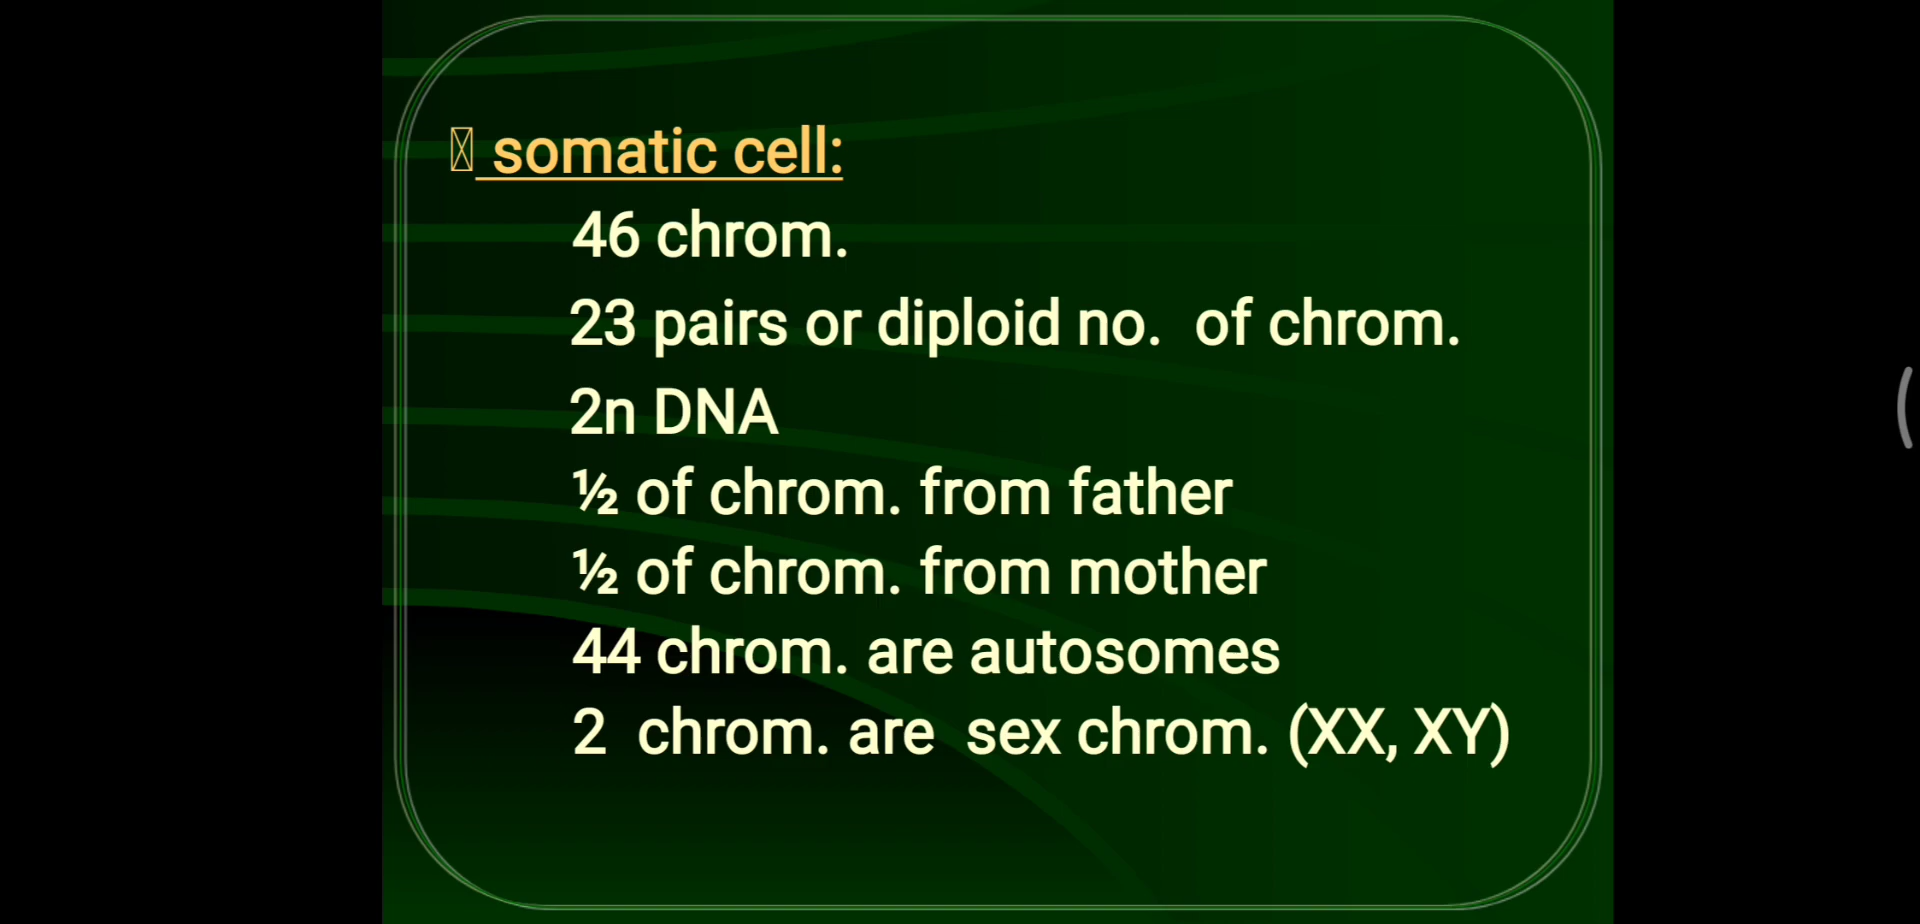 somatic cell:
46 chrom.
23 pairs or diploid no.  of chrom.
2n DNA
½ of chrom. from father
½ of chrom. from mother
44 chrom. are autosomes
2  chrom. are  sex chrom. (XX, XY)